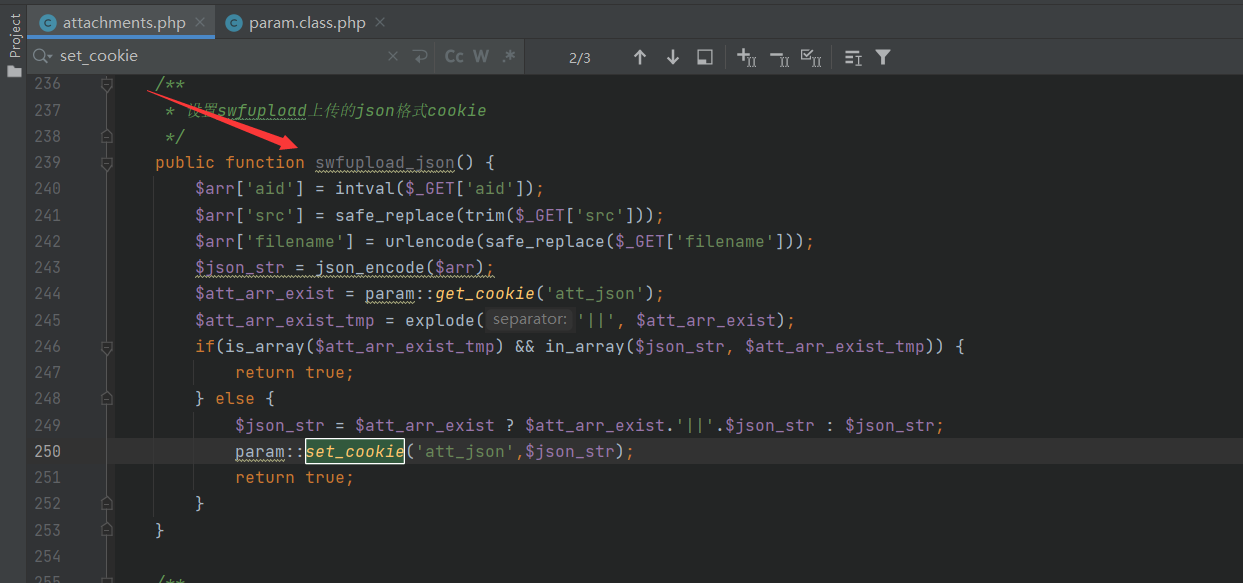 Project
attachments.php
param.class.php
set_cookie
Cc W .*
2/3
236 /**
237 * 设置swfupload上传的json格式cookie
238 */
239 public function swfupload_json() {
240 $arr['aid'] = intval($_GET['aid']);
241 $arr['src'] = safe_replace(trim($_GET['src']));
242 $arr['filename'] = urlencode(safe_replace($_GET['filename']));
243 $json_str = json_encode($arr);
244 $att_arr_exist = param::get_cookie('att_json');
245 $att_arr_exist_tmp = explode( separator: '||', $att_arr_exist);
246 if(is_array($att_arr_exist_tmp) && in_array($json_str, $att_arr_exist_tmp)) {
247 return true;
248 } else {
249 $json_str = $att_arr_exist ? $att_arr_exist.'||'.$json_str : $json_str;
250 param::set_cookie('att_json',$json_str);
251 return true;
252 }
253 }
254
255 /**